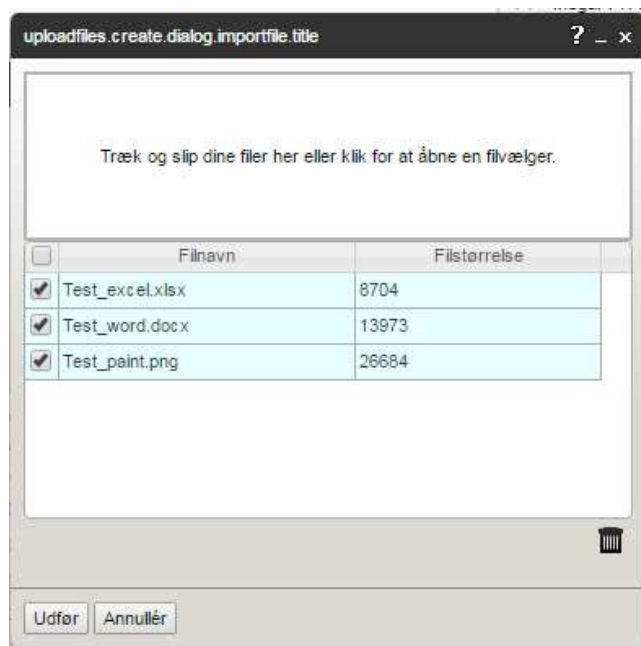 uploadfiles.create.dialog.importfile.title ? _ x
Træk og slip dine filer her eller klik for at åbne en filvælger.
Filnavn Filstørrelse
Test_excel.xlsx 8704
Test_word.docx 13973
Test_paint.png 26684
Udfør Annullér